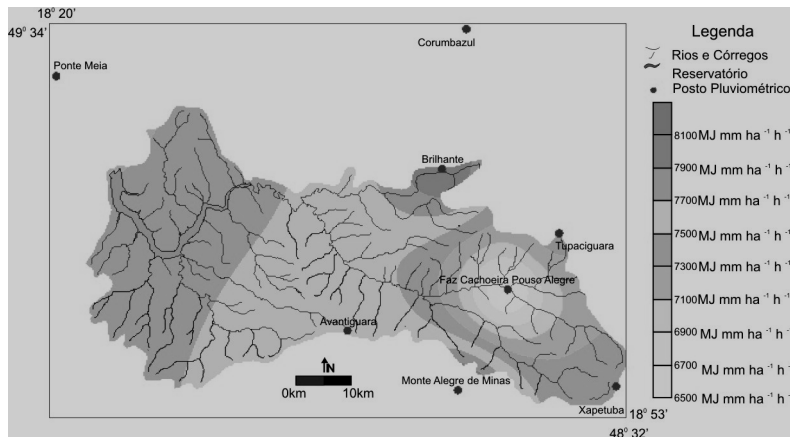 18⁰ 20'
49⁰ 34'
Corumbazul
Ponte Meia
Brilhante
Tupaciguara
Faz Cachoeira Pouso Alegre
Avantiguara
N
0km 10km
Monte Alegre de Minas
Xapetuba
18⁰ 53
48⁰ 32'
Legenda
Rios e Córregos
Reservatório
Posto Pluviométrico
8100 MJ mm ha⁻¹ h⁻¹
7900 MJ mm ha⁻¹ h⁻¹
7700 MJ mm ha⁻¹ h⁻¹
7500 MJ mm ha⁻¹ h⁻¹
7300 MJ mm ha⁻¹ h⁻¹
7100 MJ mm ha⁻¹ h⁻¹
6900 MJ mm ha⁻¹ h⁻¹
6700 MJ mm ha⁻¹ h⁻¹
6500 MJ mm ha⁻¹ h⁻¹